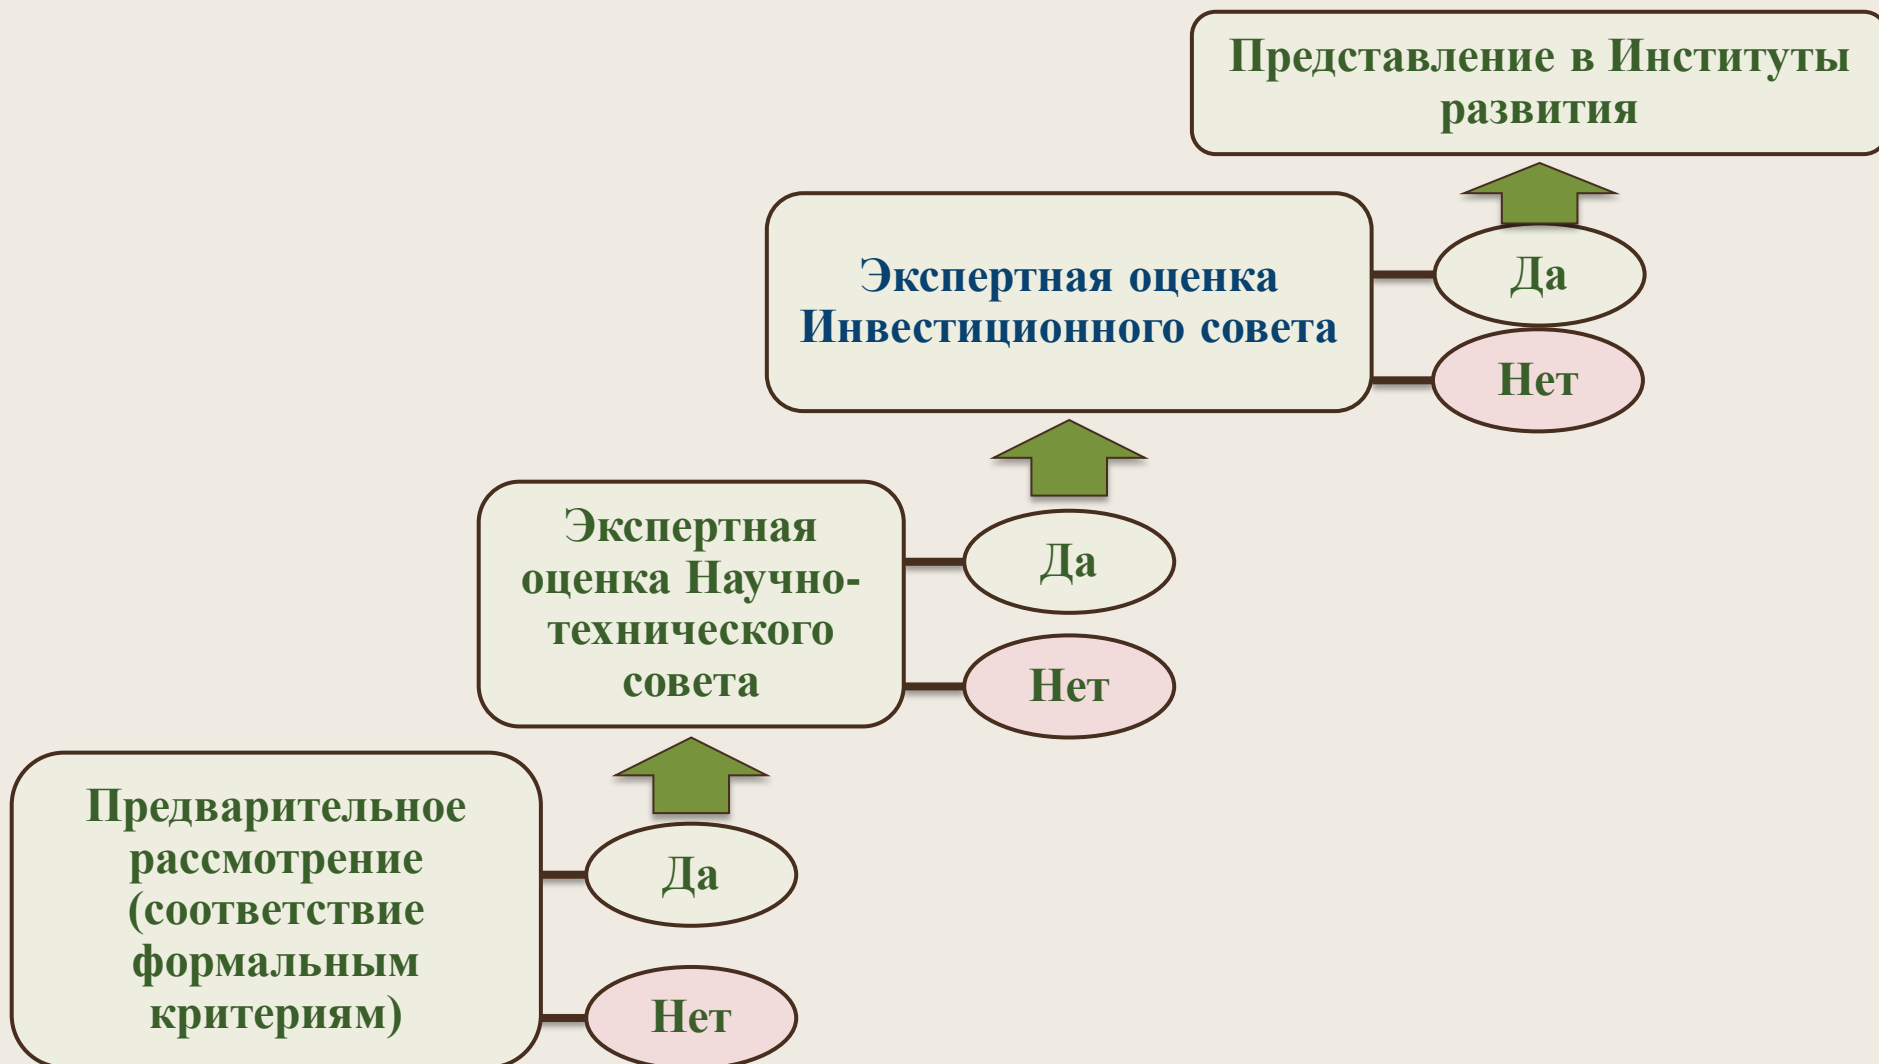 Представление в Институты
развития
Экспертная оценка
Инвестиционного совета
Да
Нет
Экспертная
оценка Научно-
технического
совета
Да
Нет
Предварительное
рассмотрение
(соответствие
формальным
критериям)
Да
Нет